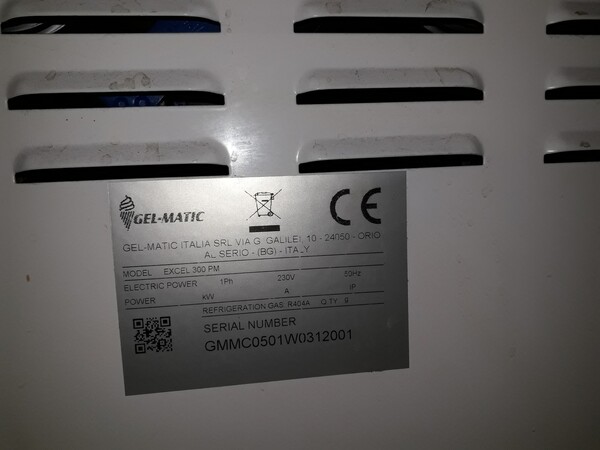 GEL-MATIC
CE
GEL-MATIC ITALIA SRL VIA G. GALILEI, 10 - 24050 - ORIO
AL SERIO - (BG) - ITALY
MODEL EXCEL 300 PM
ELECTRIC POWER 1Ph 230V 50Hz
POWER kW A IP
REFRIGERATION GAS: R404A Q.TY g
SERIAL NUMBER
GMMC0501W0312001